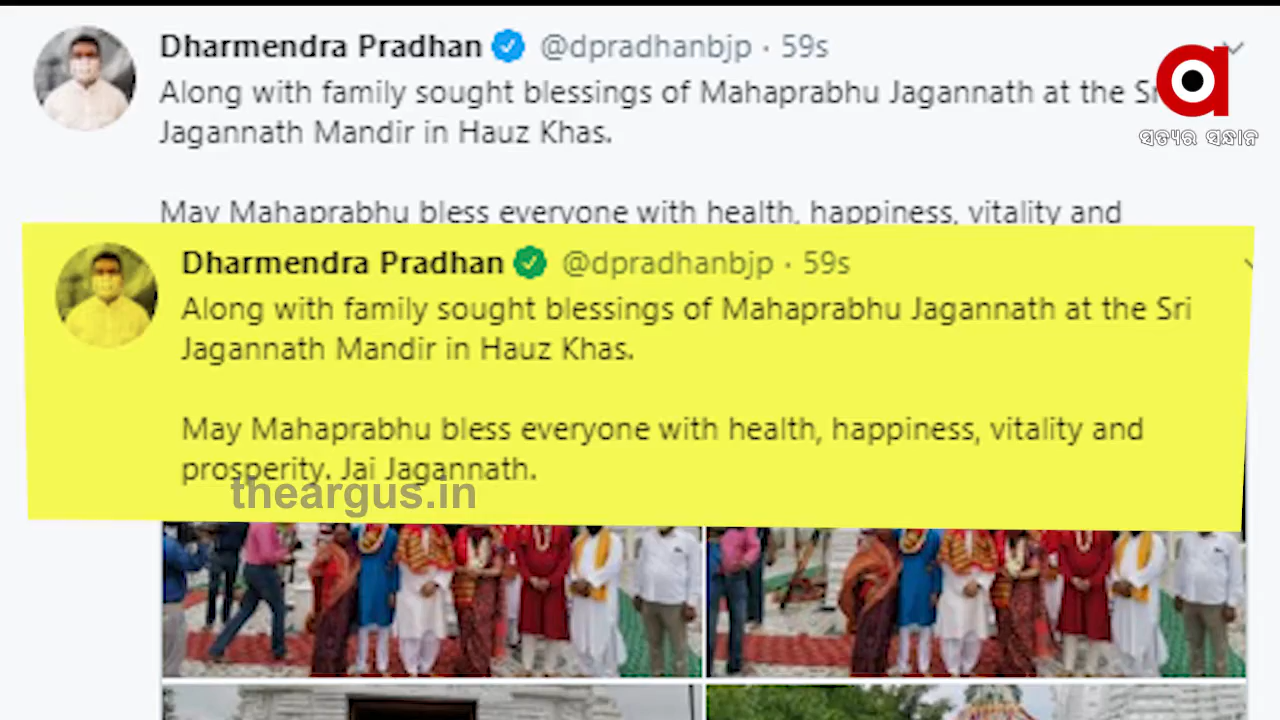 Dharmendra Pradhan @dpradhanbjp · 59s
Along with family sought blessings of Mahaprabhu Jagannath at the Sri
Jagannath Mandir in Hauz Khas.
May Mahaprabhu bless everyone with health, happiness, vitality and
a
ସତ୍ୟର ସନ୍ଧାନ
Dharmendra Pradhan @dpradhanbjp · 59s
Along with family sought blessings of Mahaprabhu Jagannath at the Sri
Jagannath Mandir in Hauz Khas.
May Mahaprabhu bless everyone with health, happiness, vitality and
prosperity. Jai Jagannath.
theargus.in